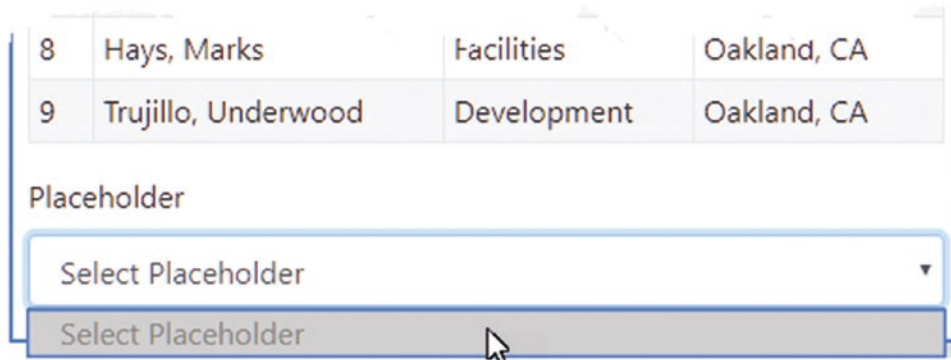 8 Hays, Marks Facilities Oakland, CA
9 Trujillo, Underwood Development Oakland, CA
Placeholder
Select Placeholder
Select Placeholder